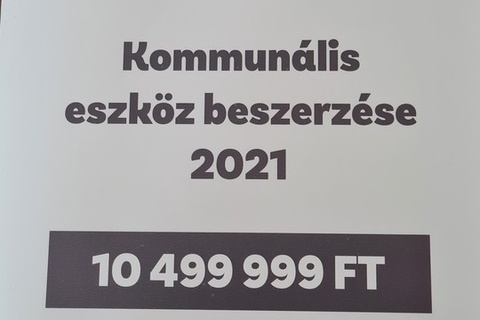 Kommunális
eszköz beszerzése
2021
10 499 999 FT